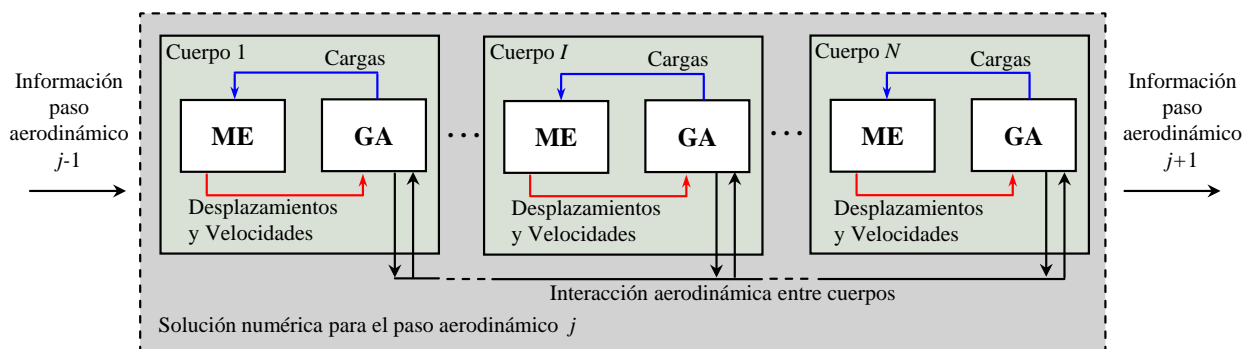 Información
paso
aerodinámico
j-1
Cuerpo 1
Cargas
ME
GA
Desplazamientos
y Velocidades
...
Cuerpo I
Cargas
ME
GA
Desplazamientos
y Velocidades
...
Cuerpo N
Cargas
ME
GA
Desplazamientos
y Velocidades
Interacción aerodinámica entre cuerpos
Solución numérica para el paso aerodinámico j
Información
paso
aerodinámico
j+1